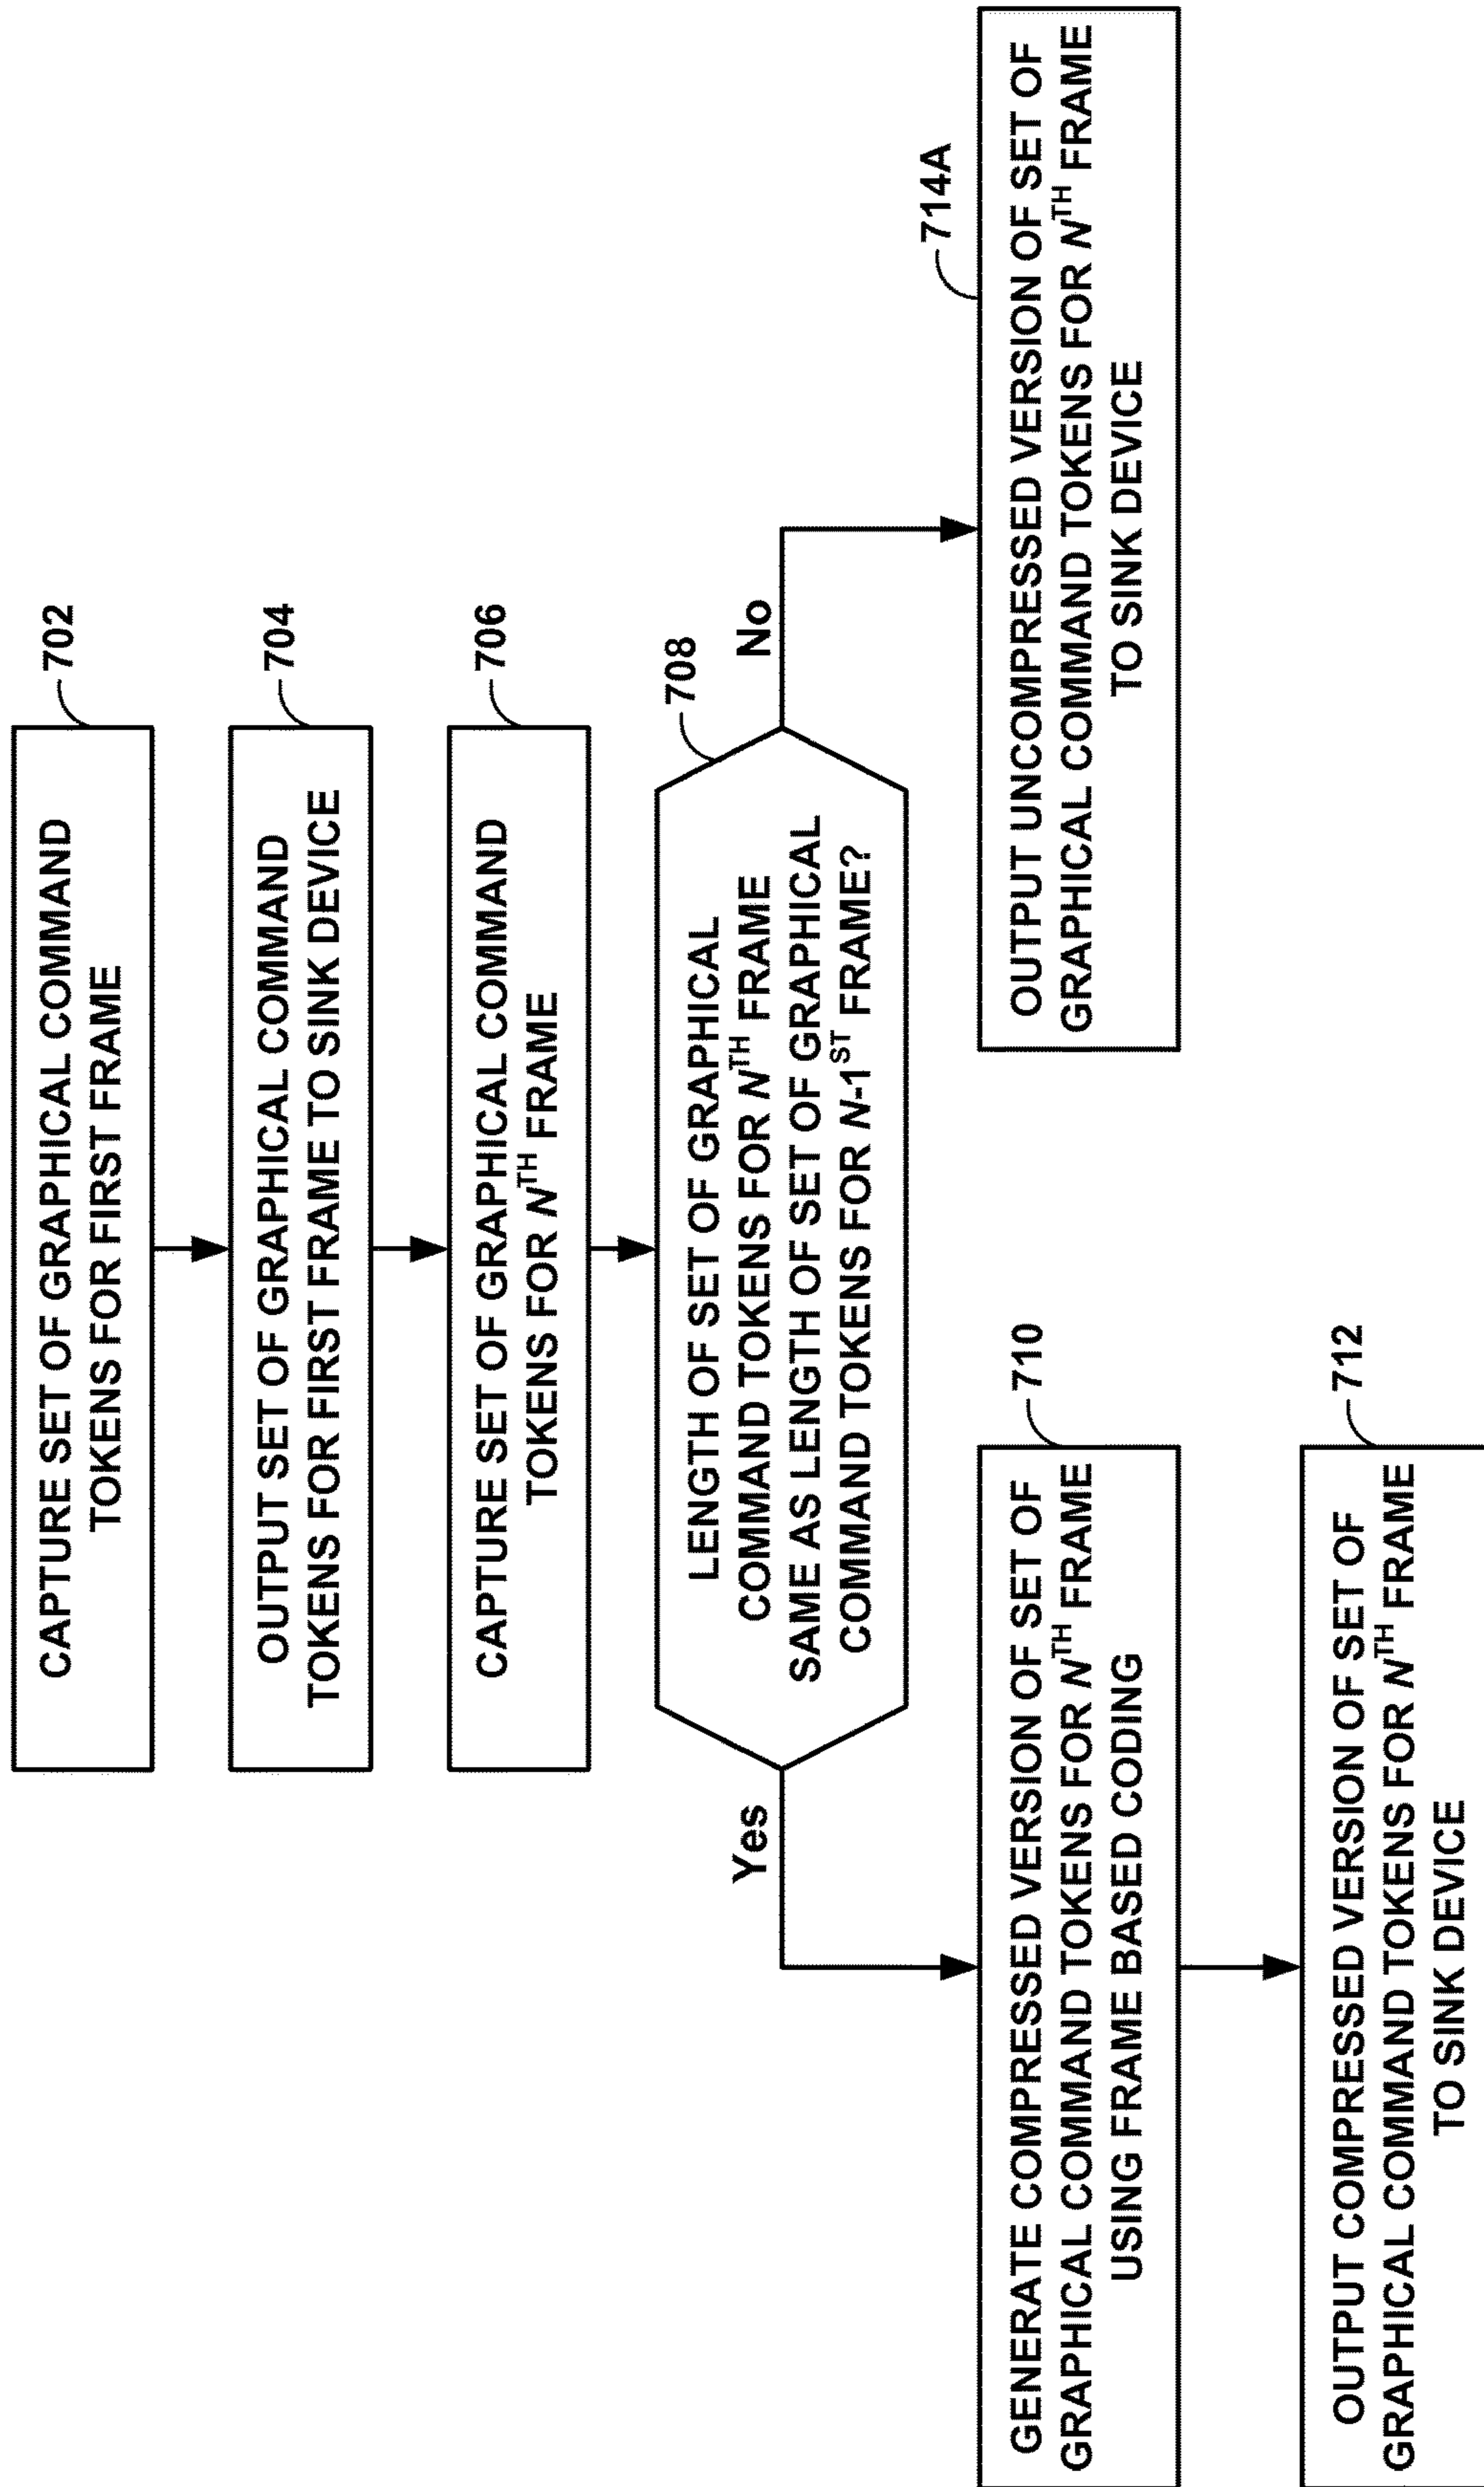 CAPTURE SET OF GRAPHICAL COMMAND
TOKENS FOR FIRST FRAME
702
OUTPUT SET OF GRAPHICAL COMMAND
TOKENS FOR FIRST FRAME TO SINK DEVICE
704
CAPTURE SET OF GRAPHICAL COMMAND
TOKENS FOR Nᵀᴴ FRAME
706
LENGTH OF SET OF GRAPHICAL
COMMAND TOKENS FOR Nᵀᴴ FRAME
SAME AS LENGTH OF SET OF GRAPHICAL
COMMAND TOKENS FOR N-1ˢᵀ FRAME?
708
Yes
No
GENERATE COMPRESSED VERSION OF SET OF
GRAPHICAL COMMAND TOKENS FOR Nᵀᴴ FRAME
USING FRAME BASED CODING
710
OUTPUT UNCOMPRESSED VERSION OF SET OF
GRAPHICAL COMMAND TOKENS FOR Nᵀᴴ FRAME
TO SINK DEVICE
714A
OUTPUT COMPRESSED VERSION OF SET OF
GRAPHICAL COMMAND TOKENS FOR Nᵀᴴ FRAME
TO SINK DEVICE
712